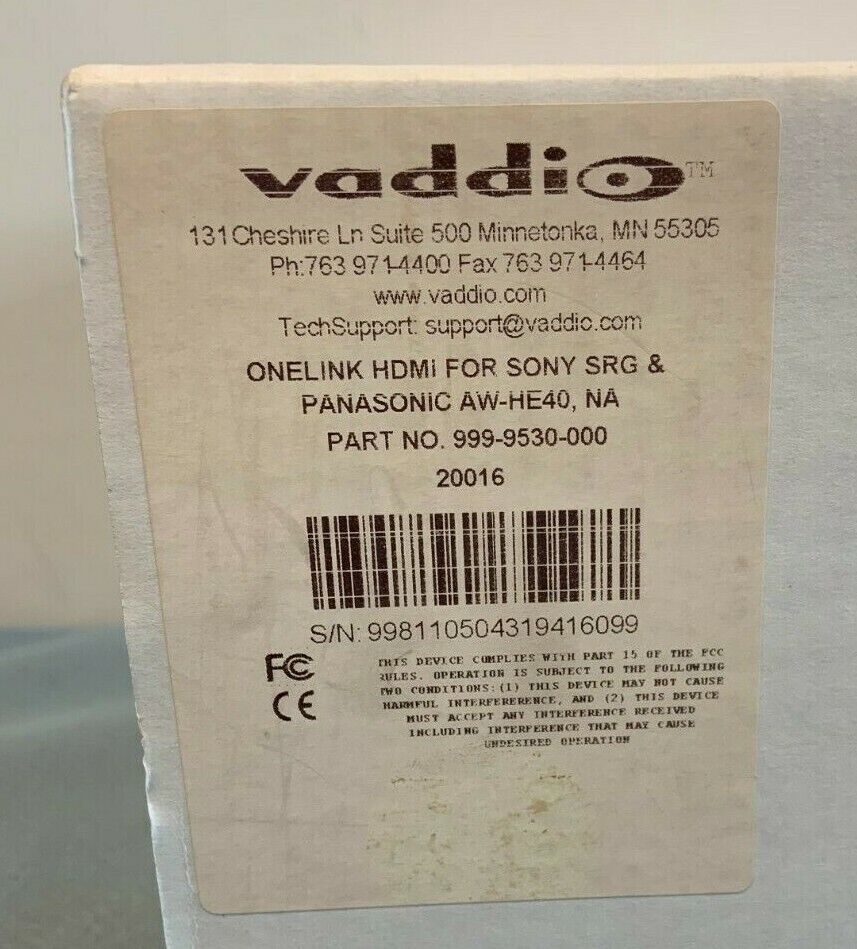 vaddio™
131 Cheshire Ln Suite 500 Minnetonka, MN 55305
Ph:763 971-4400 Fax 763 971-4464
www.vaddio.com
TechSupport: support@vaddio.com
ONELINK HDMI FOR SONY SRG &
PANASONIC AW-HE40, NA
PART NO. 999-9530-000
20016
S/N: 998110504319416099
FC
CE
THIS DEVICE COMPLIES WITH PART 15 OF THE FCC
RULES. OPERATION IS SUBJECT TO THE FOLLOWING
TWO CONDITIONS: (1) THIS DEVICE MAY NOT CAUSE
HARMFUL INTERFERERENCE, AND (2) THIS DEVICE
MUST ACCEPT ANY INTERFERENCE RECEIVED
INCLUDING INTERFERENCE THAT MAY CAUSE
UNDESIRED OPERATION